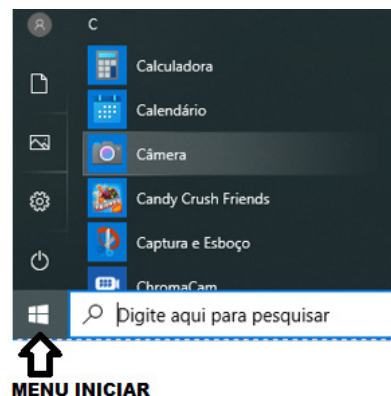 C
Calculadora
Calendário
Câmera
Candy Crush Friends
Captura e Esboço
ChromaCam
Digite aqui para pesquisar
MENU INICIAR